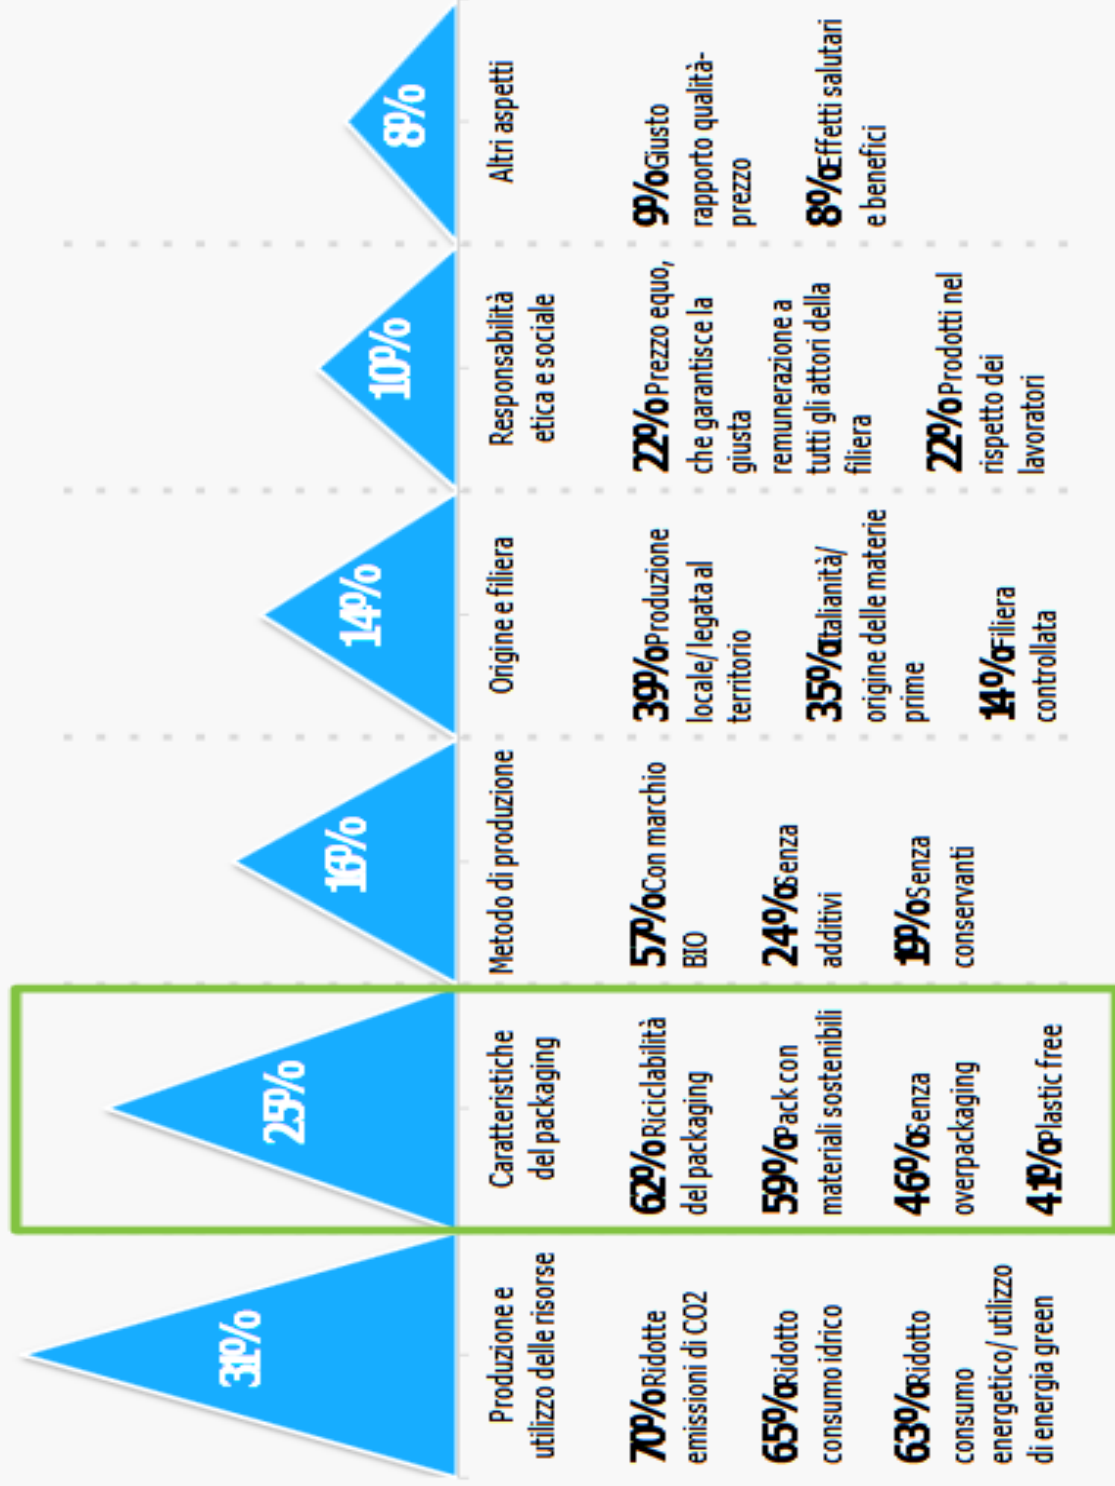 31%
Produzione e
utilizzo delle risorse
70% Ridotte
emissioni di CO2
65% Ridotto
consumo idrico
63% Ridotto
consumo
energetico/ utilizzo
di energia green
25%
Caratteristiche
del packaging
62% Riciclabilità
del packaging
59% Pack con
materiali sostenibili
46% Senza
overpackaging
41% Plastic free
16%
Metodo di produzione
57% Con marchio
BIO
24% Senza
additivi
19% Senza
conservanti
14%
Origine e filiera
39% Produzione
locale/ legata al
territorio
35% Italianità/
origine delle materie
prime
14% Filiera
controllata
10%
Responsabilità
etica e sociale
22% Prezzo equo,
che garantisce la
giusta
remunerazione a
tutti gli attori della
filiera
22% Prodotti nel
rispetto dei
lavoratori
8%
Altri aspetti
9% Giusto
rapporto qualità-
prezzo
8% Effetti salutari
e benefici